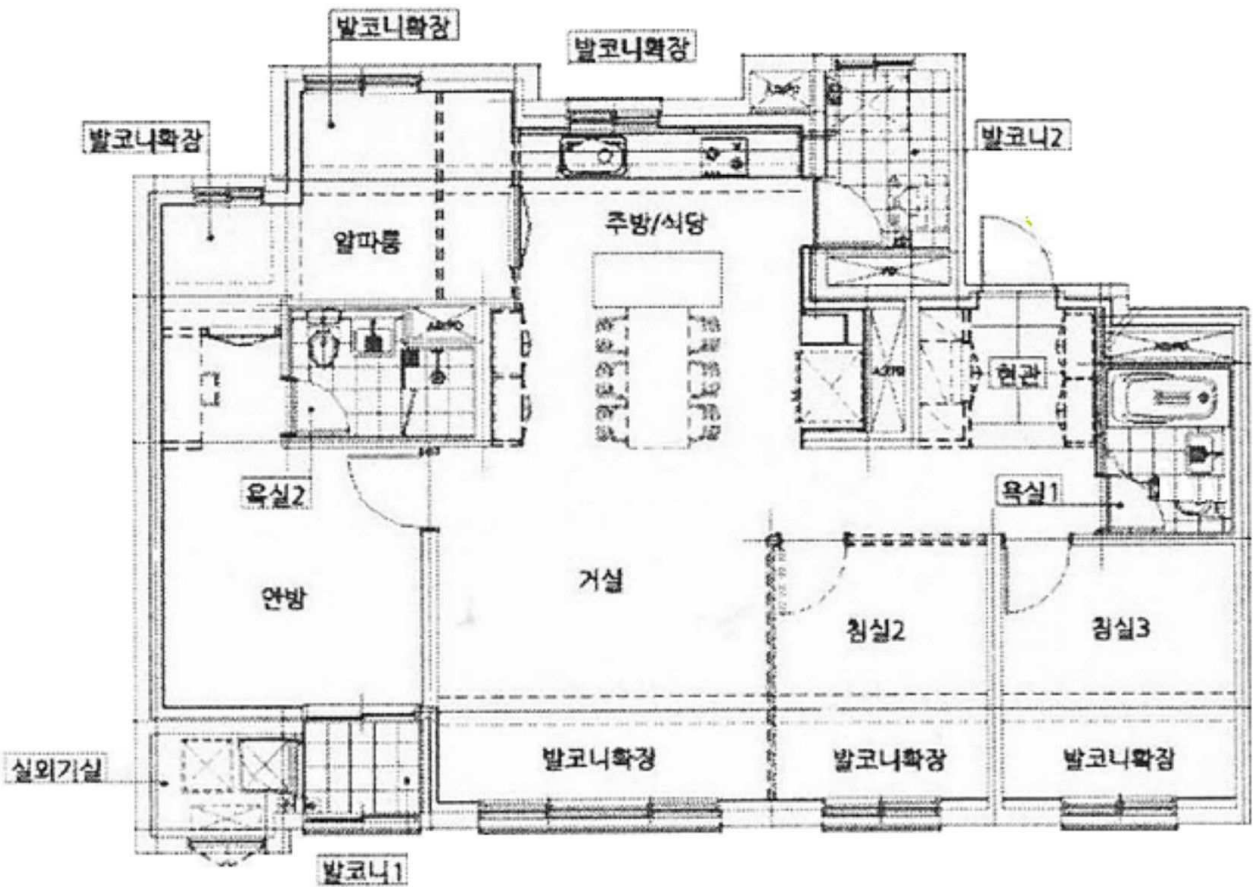 발코니확장
발코니확장
발코니확장
발코니2
주방/식당
알파룸
현관
욕실2
욕실1
안방
거실
침실2
침실3
실외기실
발코니확장
발코니확장
발코니확장
발코니1